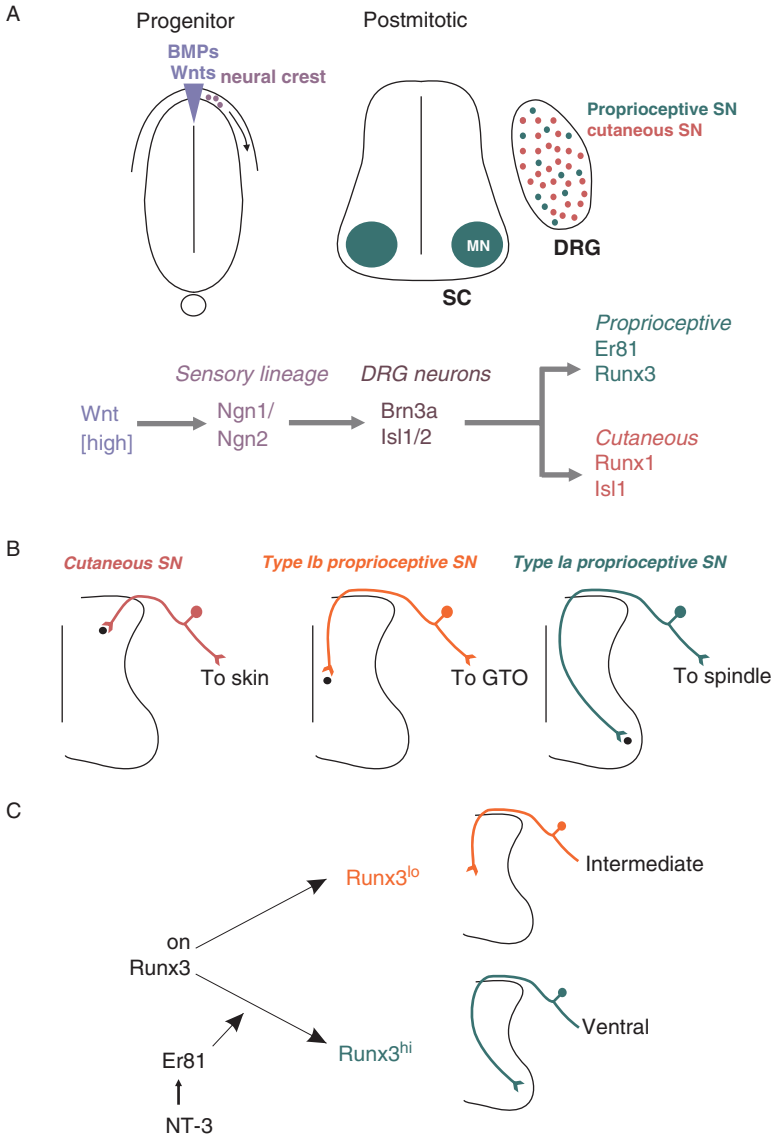 A
Progenitor
Postmitotic
BMPs
Wnts
neural crest
Proprioceptive SN
cutaneous SN
MN
DRG
SC
Sensory lineage
DRG neurons
Proprioceptive
Er81
Runx3
Wnt
[high]
Ngn1/
Ngn2
Brn3a
Isl1/2
Cutaneous
Runx1
Isl1
B
Cutaneous SN
Type Ib proprioceptive SN
Type Ia proprioceptive SN
To skin
To GTO
To spindle
C
Runx3lo
Intermediate
on
Runx3
Runx3hi
Ventral
Er81
NT-3